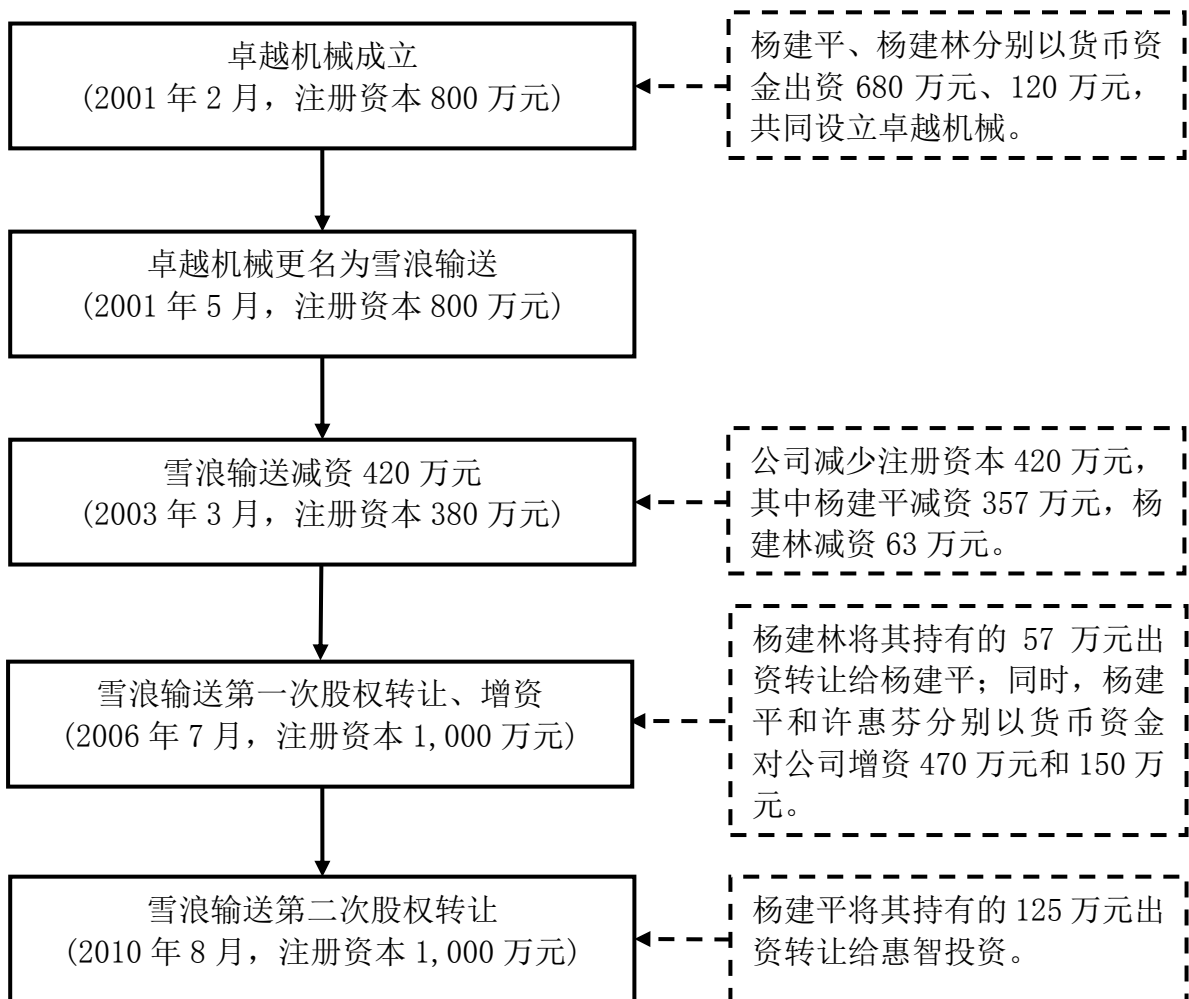 卓越机械成立
(2001 年 2 月，注册资本 800 万元)
杨建平、杨建林分别以货币资
金出资 680 万元、120 万元，
共同设立卓越机械。
卓越机械更名为雪浪输送
(2001 年 5 月，注册资本 800 万元)
雪浪输送减资 420 万元
(2003 年 3 月，注册资本 380 万元)
公司减少注册资本 420 万元，
其中杨建平减资 357 万元，杨
建林减资 63 万元。
雪浪输送第一次股权转让、增资
(2006 年 7 月，注册资本 1,000 万元)
杨建林将其持有的 57 万元出
资转让给杨建平；同时，杨建
平和许惠芬分别以货币资金
对公司增资 470 万元和 150 万
元。
雪浪输送第二次股权转让
(2010 年 8 月，注册资本 1,000 万元)
杨建平将其持有的 125 万元出
资转让给惠智投资。